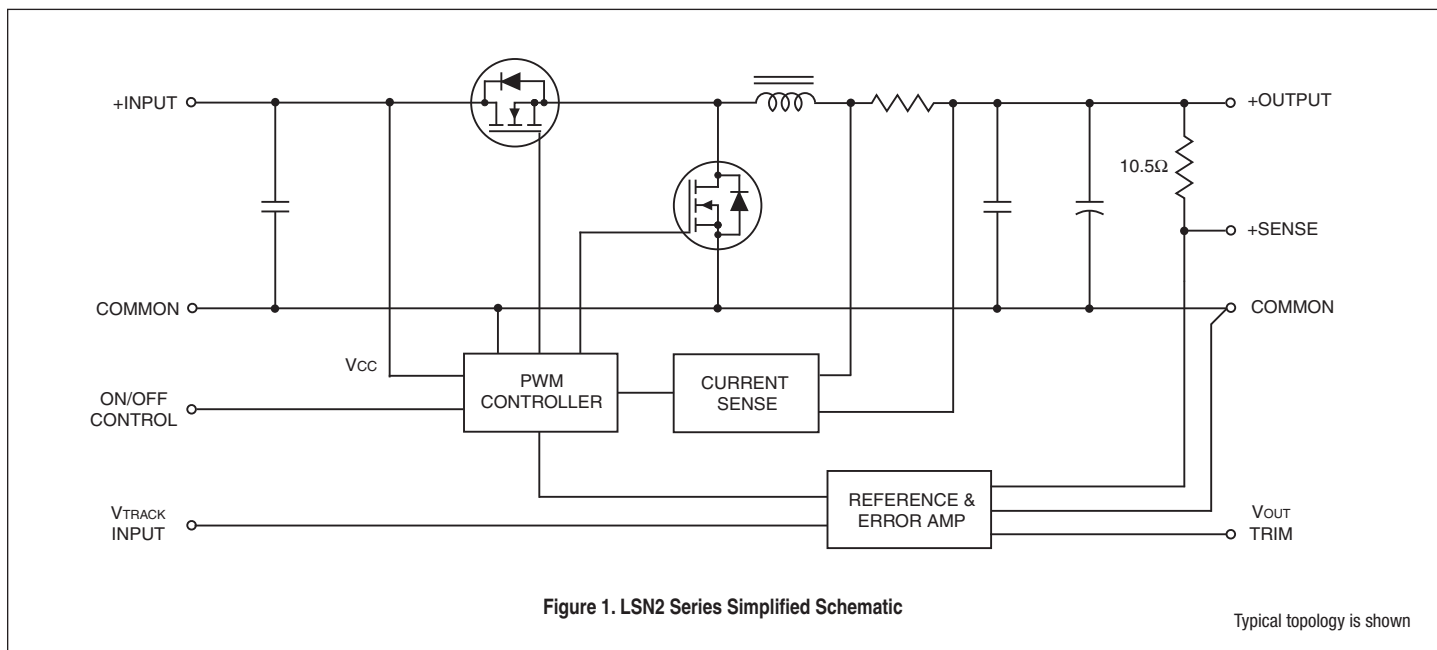 +INPUT
+OUTPUT
10.5Ω
+SENSE
COMMON
COMMON
VCC
PWM
CONTROLLER
CURRENT
SENSE
ON/OFF
CONTROL
REFERENCE &
ERROR AMP
VTRACK
INPUT
VOUT
TRIM
Figure 1. LSN2 Series Simplified Schematic
Typical topology is shown